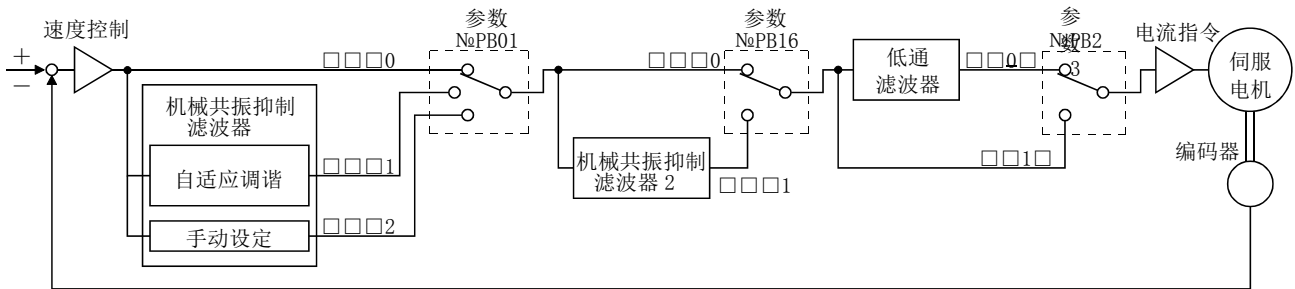 速度控制
+
−
机械共振抑制
滤波器
自适应调谐
手动设定
□□□0
□□□1
□□□2
参数
№PB01
□□□0
机械共振抑制
滤波器 2
□□□1
参数
№PB16
低通
滤波器
□□0□
□□1□
参
数
№PB2
3
电流指令
伺服
电机
编码器